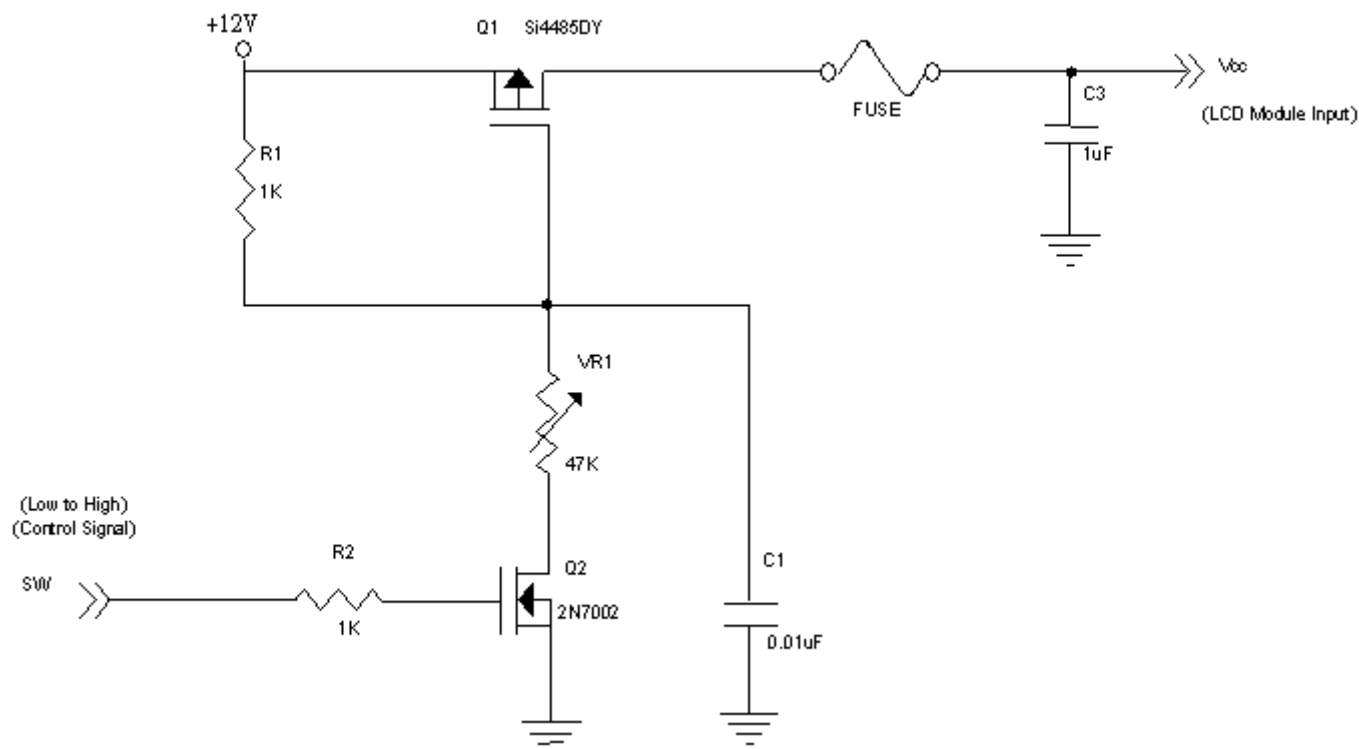 +12V
Q1 Si4485DY
Vcc
FUSE
C3
(LCD Module Input)
R1
1K
1uF
VR1
47K
(Low to High)
(Control Signal)
R2
Q2
C1
SW
2N7002
1K
0.01uF